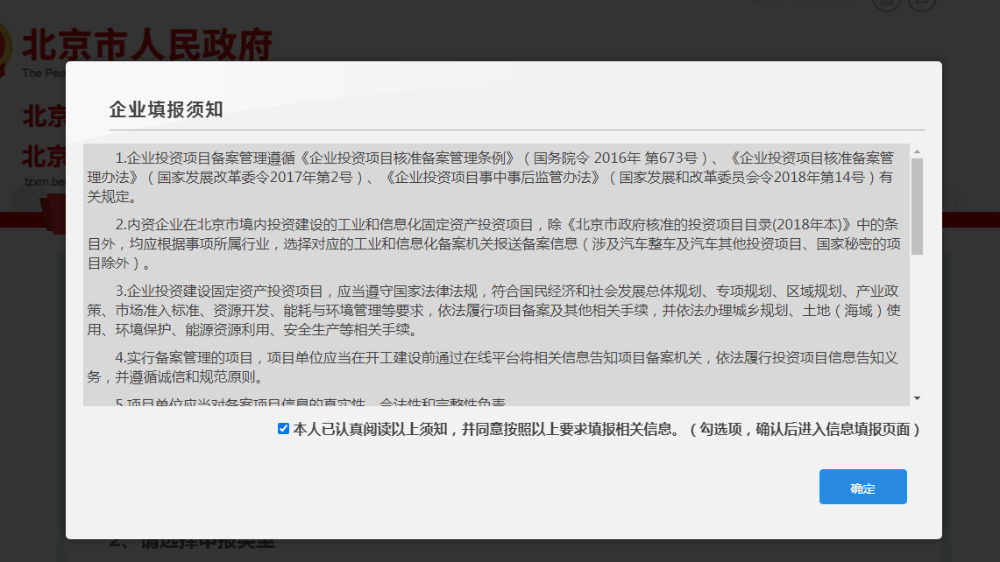 北京市人民政府
The Peo
北京
北京
tzxm.be
企业填报须知
1.企业投资项目备案管理遵循《企业投资项目核准备案管理条例》（国务院令 2016年 第673号）、《企业投资项目核准备案管
理办法》（国家发展改革委令2017年第2号）、《企业投资项目事中事后监管办法》（国家发展和改革委员会令2018年第14号）有
关规定。
2.内资企业在北京市境内投资建设的工业和信息化固定资产投资项目，除《北京市政府核准的投资项目目录(2018年本)》中的条
目外，均应根据事项所属行业，选择对应的工业和信息化备案机关报送备案信息（涉及汽车整车及汽车其他投资项目、国家秘密的项
目除外）。
3.企业投资建设固定资产投资项目，应当遵守国家法律法规，符合国民经济和社会发展总体规划、专项规划、区域规划、产业政
策、市场准入标准、资源开发、能耗与环境管理等要求，依法履行项目备案及其他相关手续，并依法办理城乡规划、土地（海域）使
用、环境保护、能源资源利用、安全生产等相关手续。
4.实行备案管理的项目，项目单位应当在开工建设前通过在线平台将相关信息告知项目备案机关，依法履行投资项目信息告知义
务，并遵循诚信和规范原则。
5.项目单位应当对备案项目信息的真实性、合法性和完整性负责
本人已认真阅读以上须知，并同意按照以上要求填报相关信息。（勾选项，确认后进入信息填报页面）
确定
2、请选择申报类型